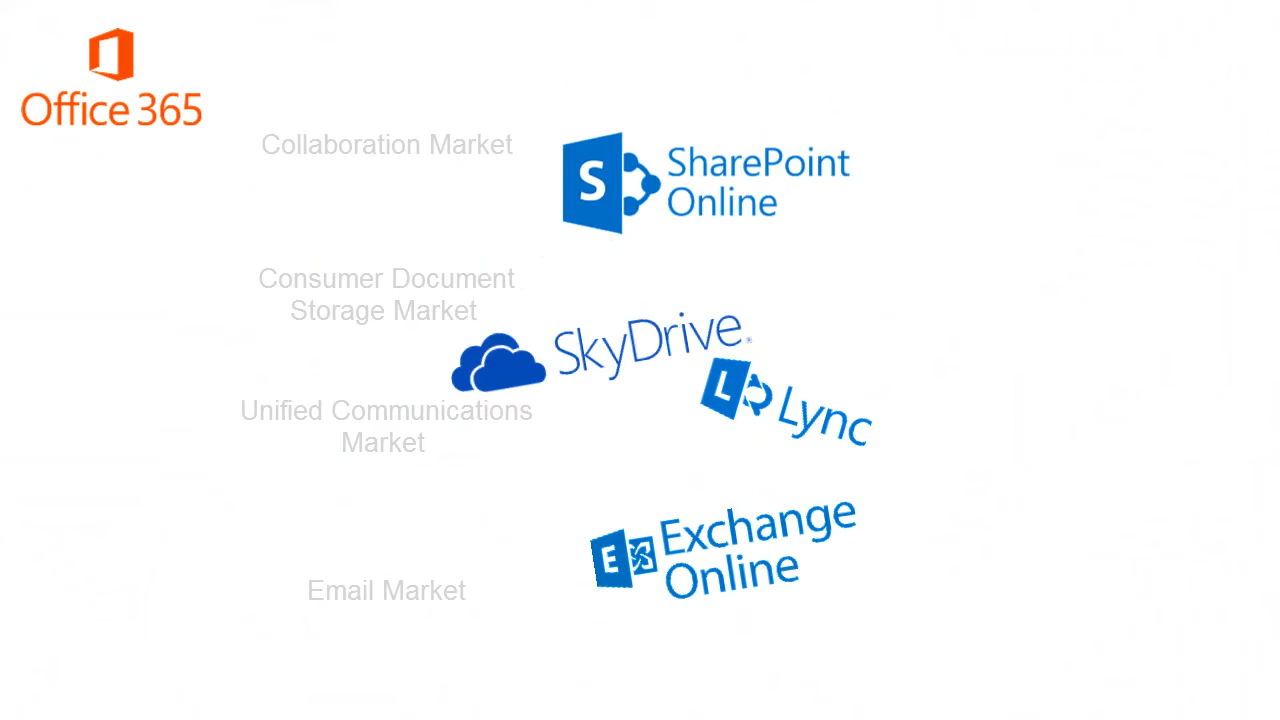 Office 365
Collaboration Market
S
SharePoint
Online
Consumer Document
Storage Market
SkyDrive
L
Lync
Unified Communications
Market
E
Exchange
Online
Email Market